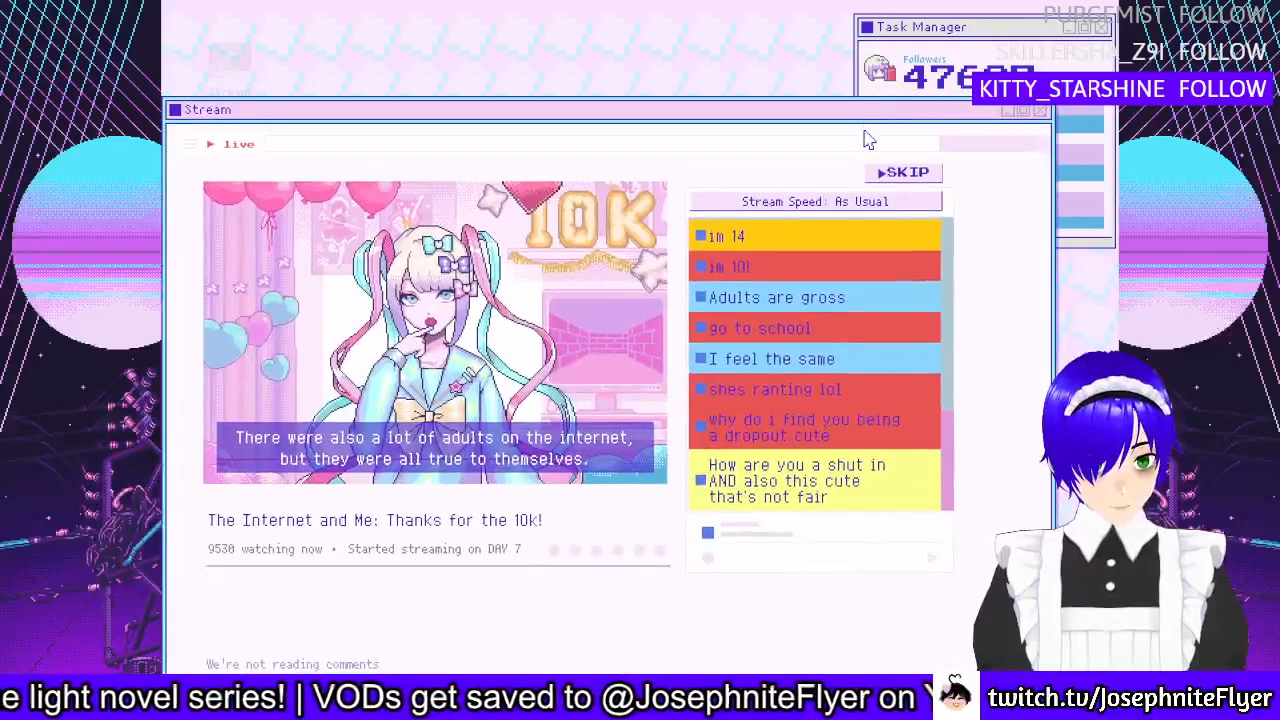 PURGEMIST FOLLOW
Task Manager
SKILLERSHA_Z9I FOLLOW
Followers
KITTY_STARSHINE FOLLOW
Stream
Stream
live
SKIP
10K
Stream Speed: As Usual
im 14
im 10!
Adults are gross
go to school
I feel the same
shes ranting lol
why do i find you being
a dropout cute
How are you a shut in
AND also this cute
that's not fair
There were also a lot of adults on the internet,
but they were all true to themselves.
The Internet and Me: Thanks for the 10k!
9530 watching now • Started streaming on DAY 7
We're not reading comments
e light novel series! | VODs get saved to @JosephniteFlyer on Y
twitch.tv/JosephniteFlyer